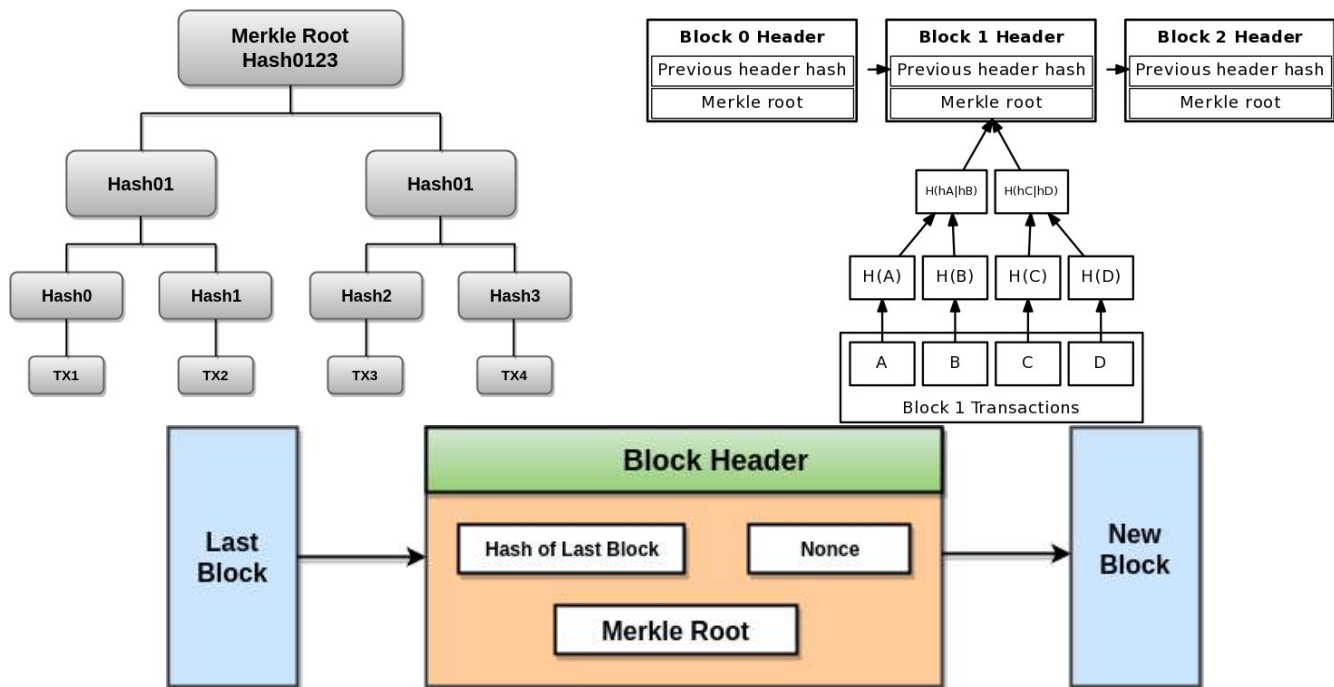 Merkle Root
Hash0123
Hash01
Hash01
Hash0
Hash1
Hash2
Hash3
TX1
TX2
TX3
TX4
Block 0 Header
Previous header hash
Merkle root
Block 1 Header
Previous header hash
Merkle root
Block 2 Header
Previous header hash
Merkle root
H(hA|hB)
H(hC|hD)
H(A)
H(B)
H(C)
H(D)
A
B
C
D
Block 1 Transactions
Last
Block
Block Header
Hash of Last Block
Nonce
Merkle Root
New
Block